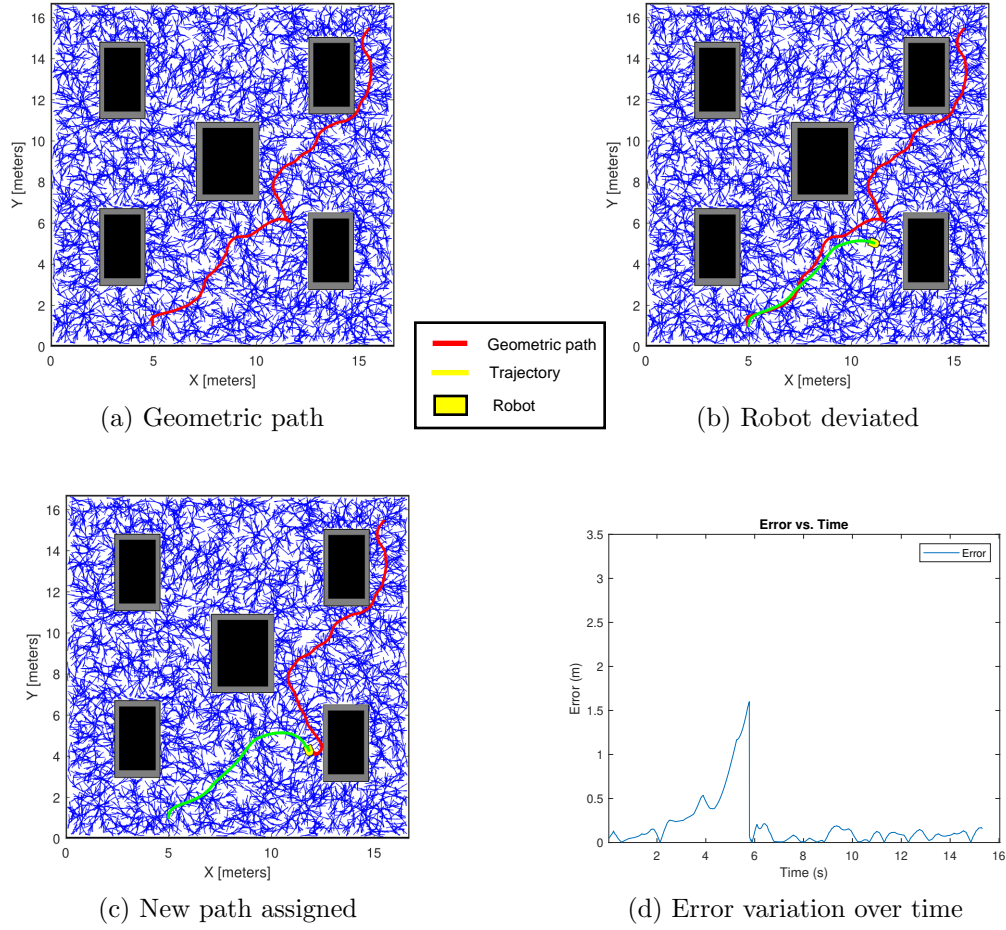 16
14
12
10
8
6
4
2
0
Y [meters]
0 5 10 15
X [meters]
(a) Geometric path
16
14
12
10
8
6
4
2
0
Y [meters]
0 5 10 15
X [meters]
(b) Robot deviated
Geometric path
Trajectory
Robot
16
14
12
10
8
6
4
2
0
Y [meters]
0 5 10 15
X [meters]
(c) New path assigned
Error vs. Time
Error
3.5
3
2.5
2
1.5
1
0.5
0
Error (m)
2 4 6 8 10 12 14 16
Time (s)
(d) Error variation over time